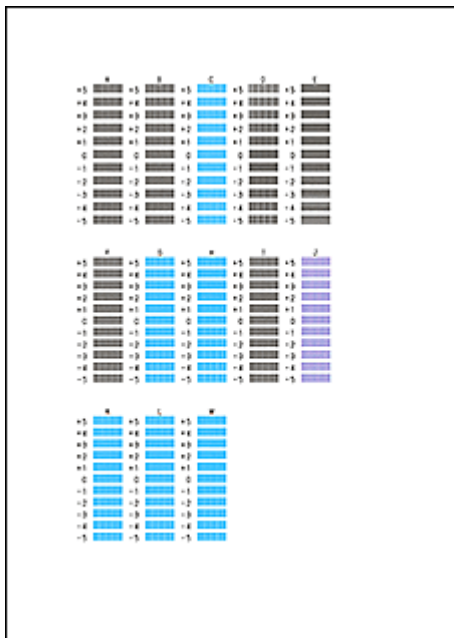 A B C D E
+5 +5 +5 +5 +5
+4 +4 +4 +4 +4
+3 +3 +3 +3 +3
+2 +2 +2 +2 +2
+1 +1 +1 +1 +1
0 0 0 0 0
-1 -1 -1 -1 -1
-2 -2 -2 -2 -2
-3 -3 -3 -3 -3
-4 -4 -4 -4 -4
-5 -5 -5 -5 -5
F G H I J
+5 +5 +5 +5 +5
+4 +4 +4 +4 +4
+3 +3 +3 +3 +3
+2 +2 +2 +2 +2
+1 +1 +1 +1 +1
0 0 0 0 0
-1 -1 -1 -1 -1
-2 -2 -2 -2 -2
-3 -3 -3 -3 -3
-4 -4 -4 -4 -4
-5 -5 -5 -5 -5
K L M
+5 +5 +5
+4 +4 +4
+3 +3 +3
+2 +2 +2
+1 +1 +1
0 0 0
-1 -1 -1
-2 -2 -2
-3 -3 -3
-4 -4 -4
-5 -5 -5